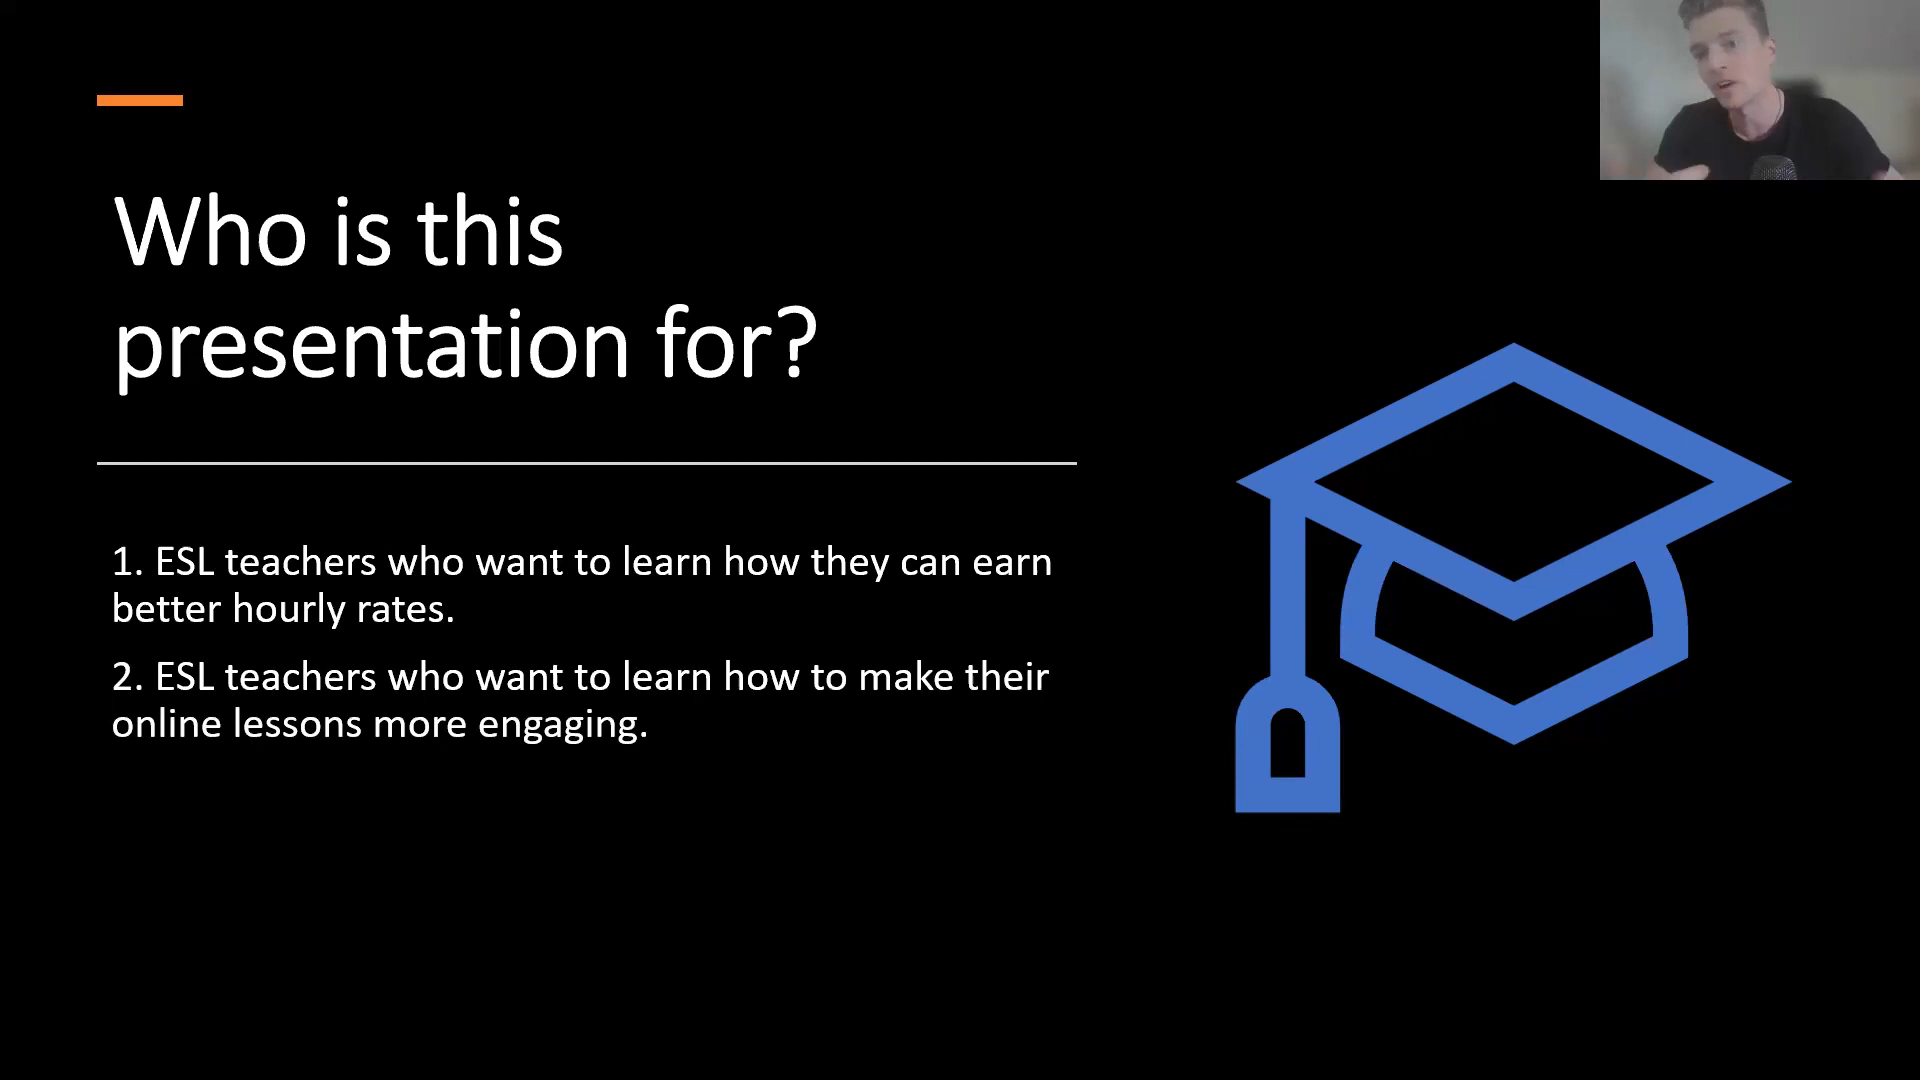 Who is this
presentation for?
1. ESL teachers who want to learn how they can earn
better hourly rates.
2. ESL teachers who want to learn how to make their
online lessons more engaging.